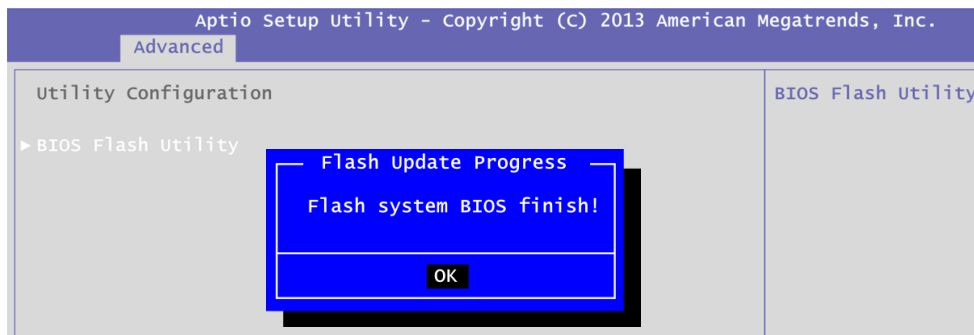 Aptio Setup Utility - Copyright (C) 2013 American Megatrends, Inc.
Advanced
Utility Configuration
BIOS Flash Utility
BIOS Flash Utility
Flash Update Progress
Flash system BIOS finish!
OK